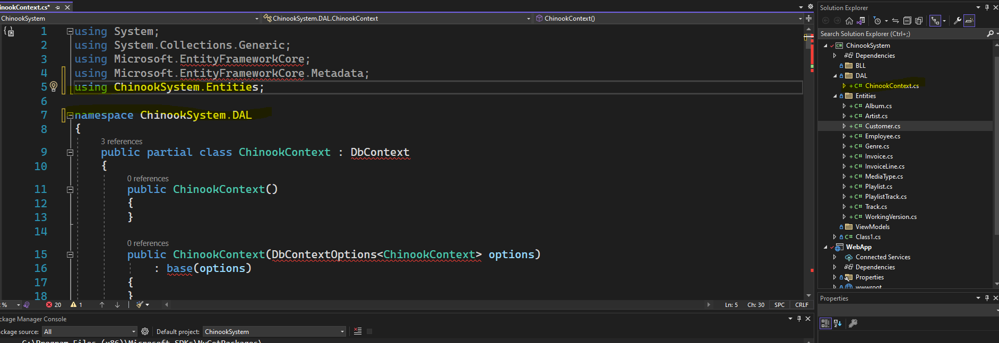 inookContext.cs*
ChinookSystem
ChinookSystem.DAL.ChinookContext
ChinookContext()
1 using System;
2 using System.Collections.Generic;
3 using Microsoft.EntityFrameworkCore;
4 using Microsoft.EntityFrameworkCore.Metadata;
5 using ChinookSystem.Entities;
6
7 namespace ChinookSystem.DAL
8 {
3 references
9 public partial class ChinookContext : DbContext
10 {
0 references
11 public ChinookContext()
12 {
13 }
14
0 references
15 public ChinookContext(DbContextOptions<ChinookContext> options)
16 : base(options)
17 {
18 }
%
20
1
Ln: 5
Ch: 30
SPC
CRLF
ckage Manager Console
ckage source: All
Default project: ChinookSystem
C:\Program Files (x86)\Microsoft SDKs\NuGetPackages\
Solution Explorer
Search Solution Explorer (Ctrl+;)
C# ChinookSystem
Dependencies
BLL
DAL
+ C# ChinookContext.cs
Entities
+ C# Album.cs
+ C# Artist.cs
+ C# Customer.cs
+ C# Employee.cs
+ C# Genre.cs
+ C# Invoice.cs
+ C# InvoiceLine.cs
+ C# MediaType.cs
+ C# Playlist.cs
+ C# PlaylistTrack.cs
+ C# Track.cs
+ C# WorkingVersion.cs
ViewModels
C# Class1.cs
WebApp
Connected Services
Dependencies
Properties
wwwroot
Properties